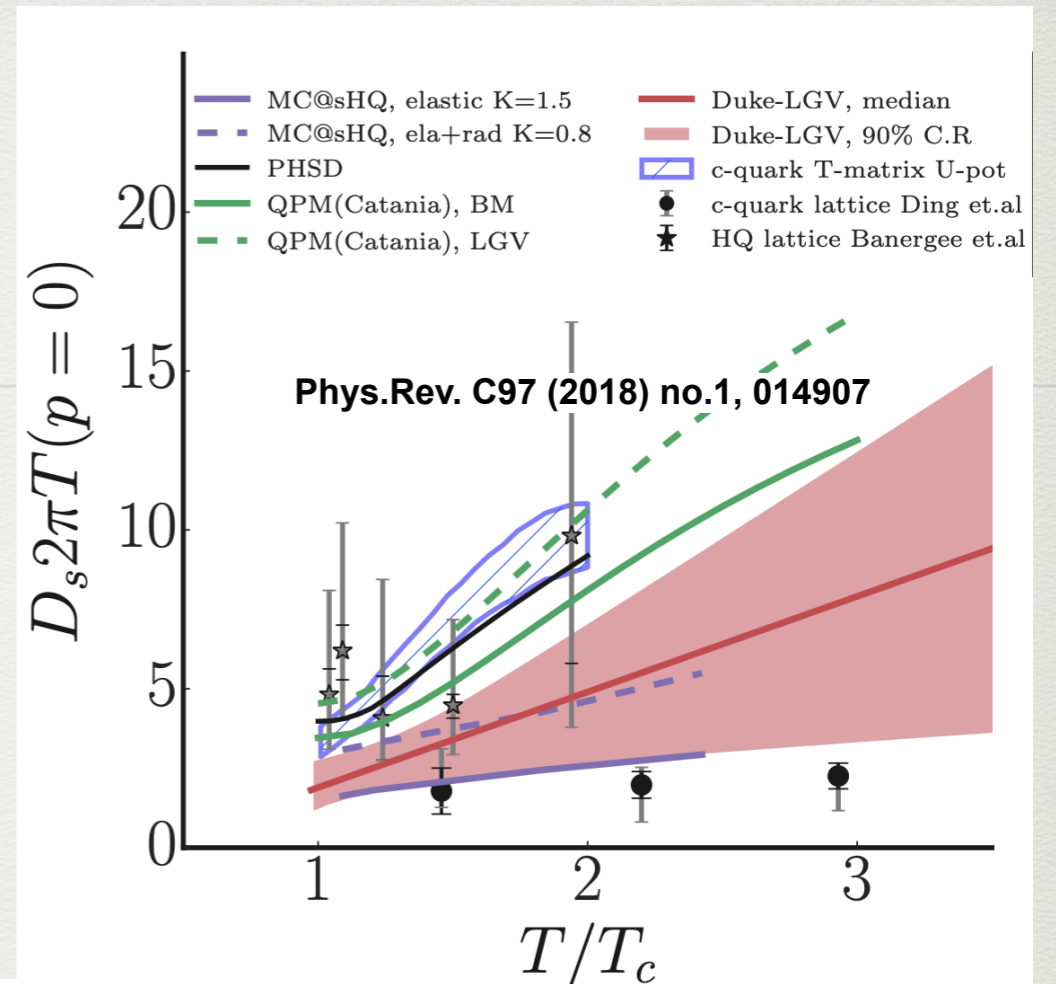 MC@sHQ, elastic K=1.5
MC@sHQ, ela+rad K=0.8
PHSD
QPM(Catania), BM
QPM(Catania), LGV
Duke-LGV, median
Duke-LGV, 90% C.R
c-quark T-matrix U-pot
c-quark lattice Ding et.al
HQ lattice Banergee et.al
Phys.Rev. C97 (2018) no.1, 014907
D_s2πT(p = 0)
20
15
10
5
0
1 2 3
T/T_c